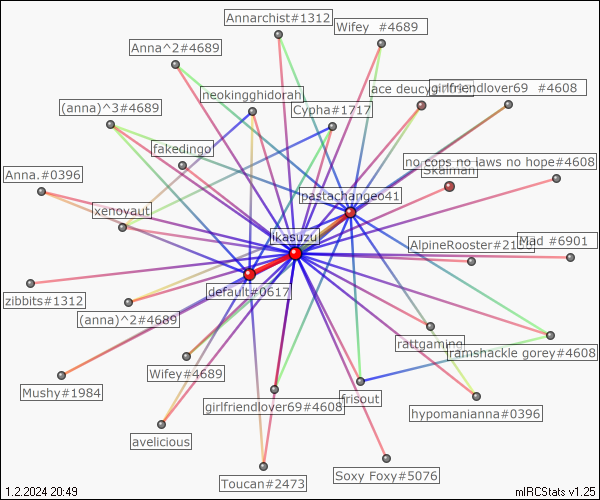 Annarchist#1312
Wifey #4689
Anna^2#4689
neokingghidorah
ace deucy
girlfriendlover69 #4608
(anna)^3#4689
Cypha#1717
fakedingo
no cops no laws no hope#4608
Skaiman
Anna.#0396
pastachangeo41
xenoyaut
ikasuzu
AlpineRooster#21
Mad #6901
default#0617
zibbits#1312
(anna)^2#4689
rattgaming
ramshackle gorey#4608
Wifey#4689
Mushy#1984
girlfriendlover69#4608
frisout
hypomanianna#0396
avelicious
Toucan#2473
Soxy Foxy#5076
1.2.2024 20:49
mIRCStats v1.25